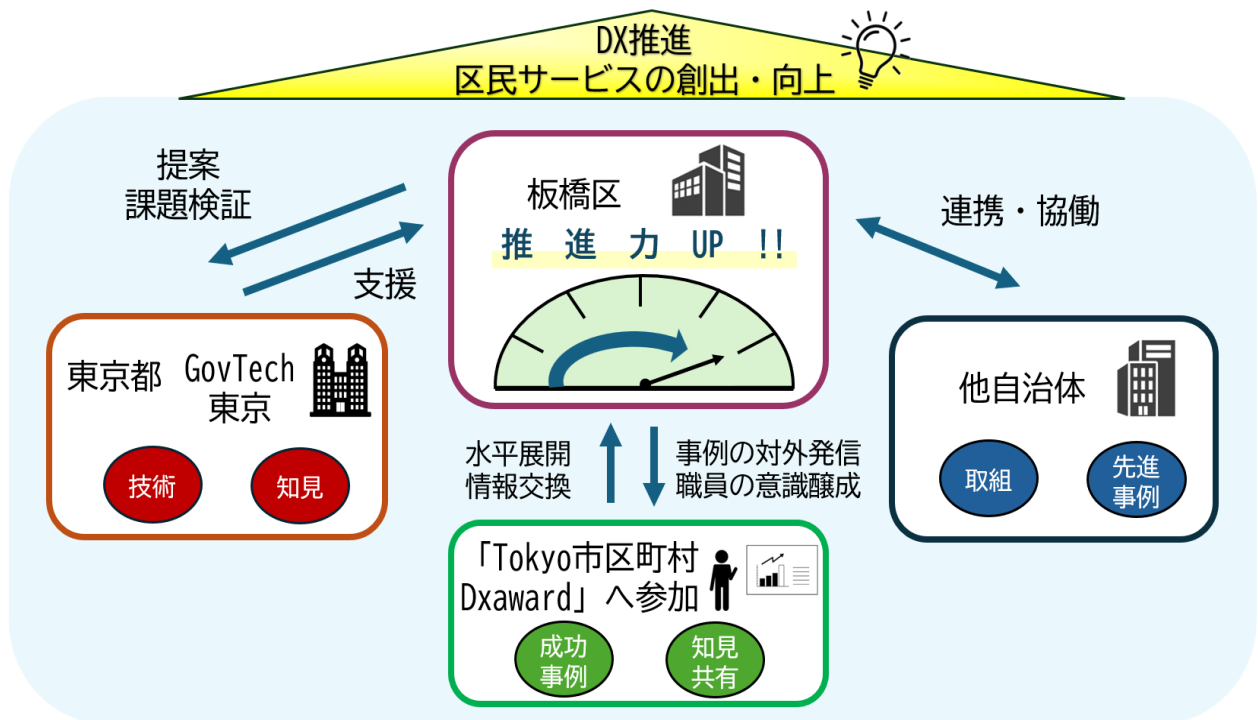 DX推進
区民サービスの創出・向上
提案
課題検証
支援
板橋区
推進力UP!!
連携・協働
東京都
GovTech
東京
技術
知見
他自治体
取組
先進
事例
水平展開
情報交換
事例の対外発信
職員の意識醸成
「Tokyo市区町村
Dxaward」へ参加
成功
事例
知見
共有